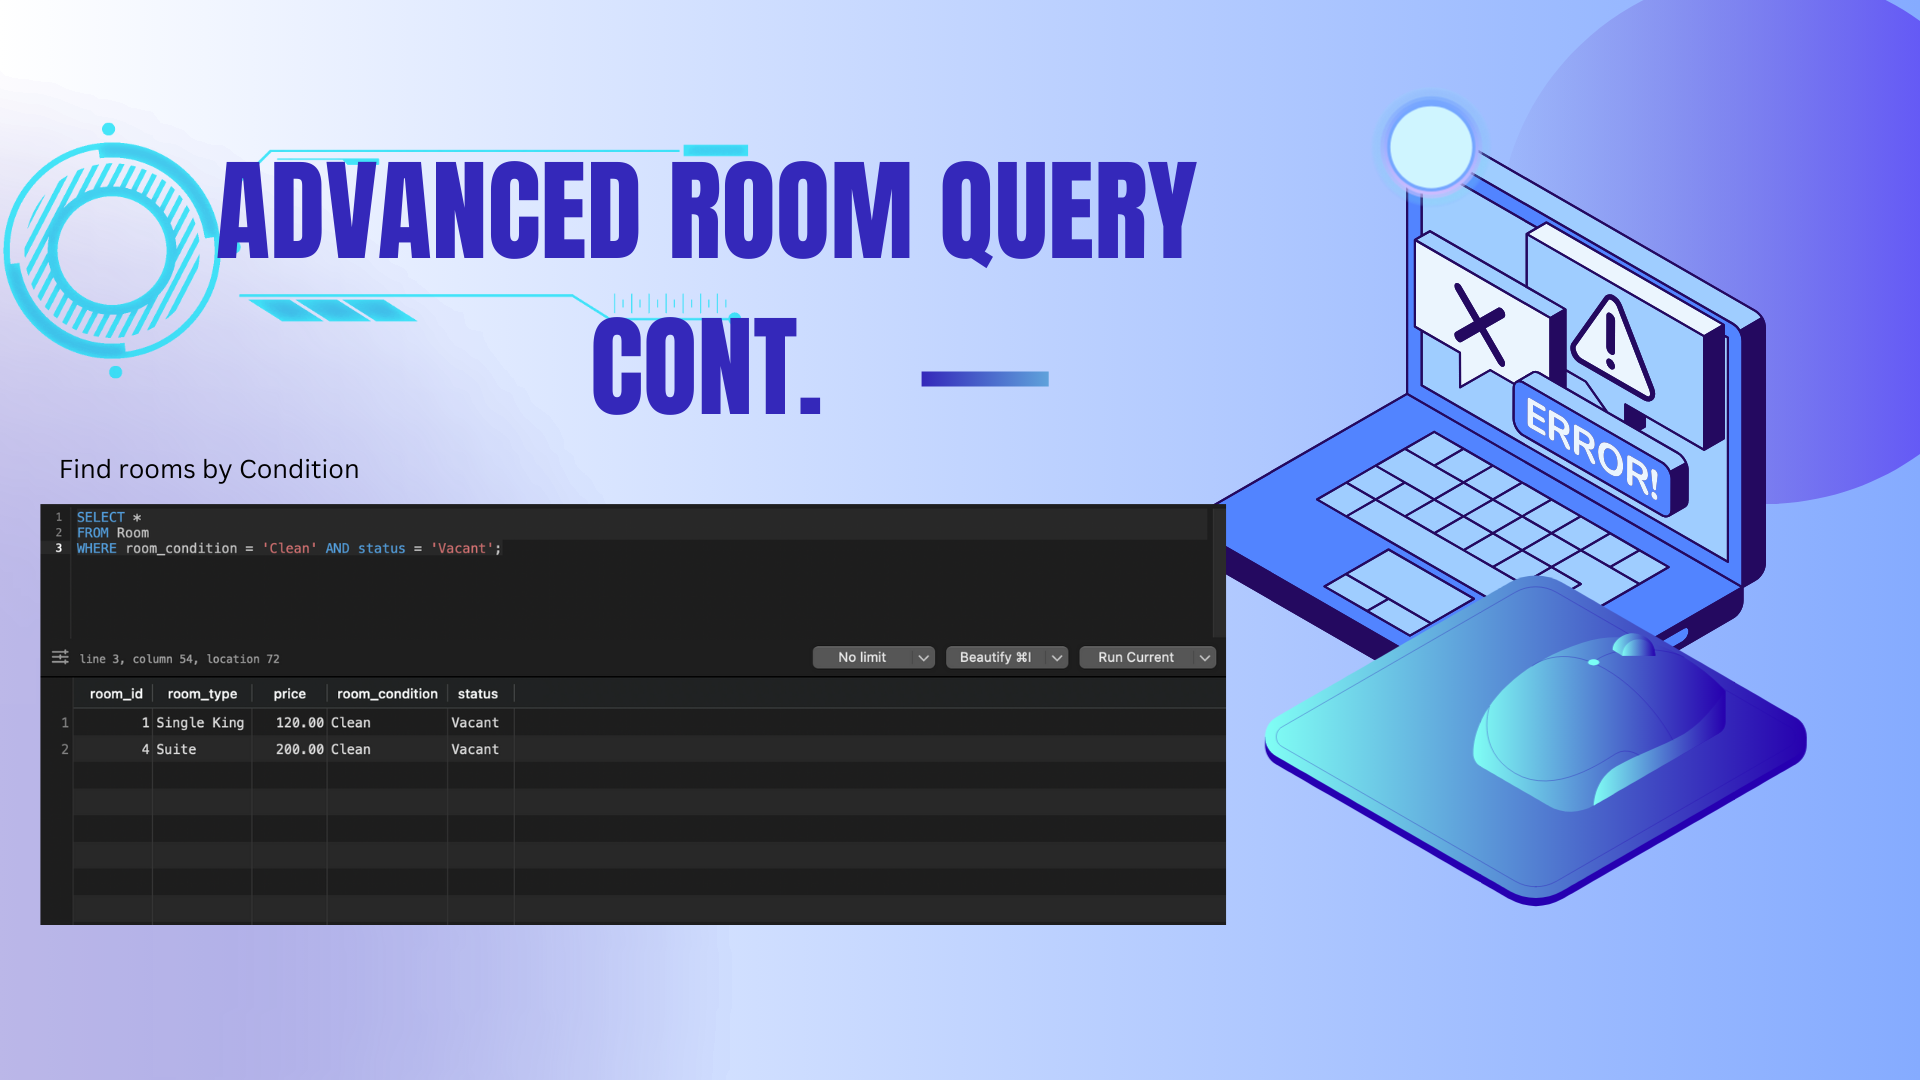 ADVANCED ROOM QUERY
CONT.
ERROR!
Find rooms by Condition
1 SELECT *
2 FROM Room
3 WHERE room_condition = 'Clean' AND status = 'Vacant';
line 3, column 54, location 72 No limit Beautify ⌘I Run Current
room_id room_type price room_condition status
1 1 Single King 120.00 Clean Vacant
2 4 Suite 200.00 Clean Vacant